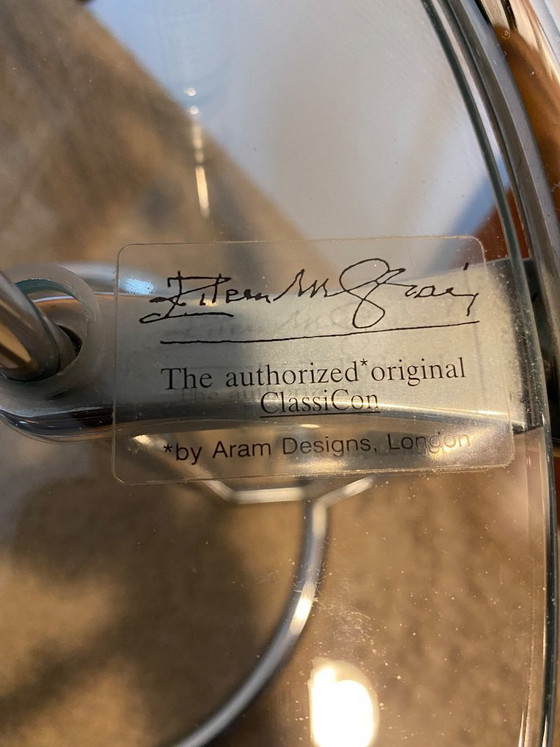 Eileen M Gray
The authorized*original
ClassiCon
*by Aram Designs, London